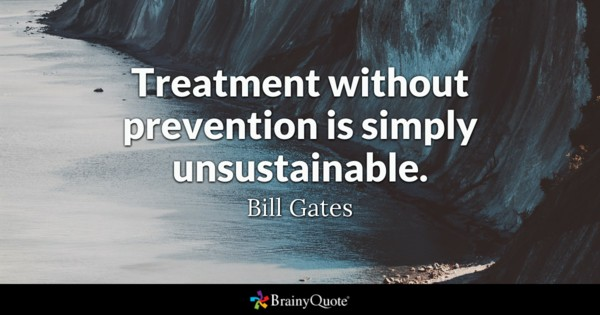 Treatment without
prevention is simply
unsustainable.
Bill Gates
BrainyQuote®